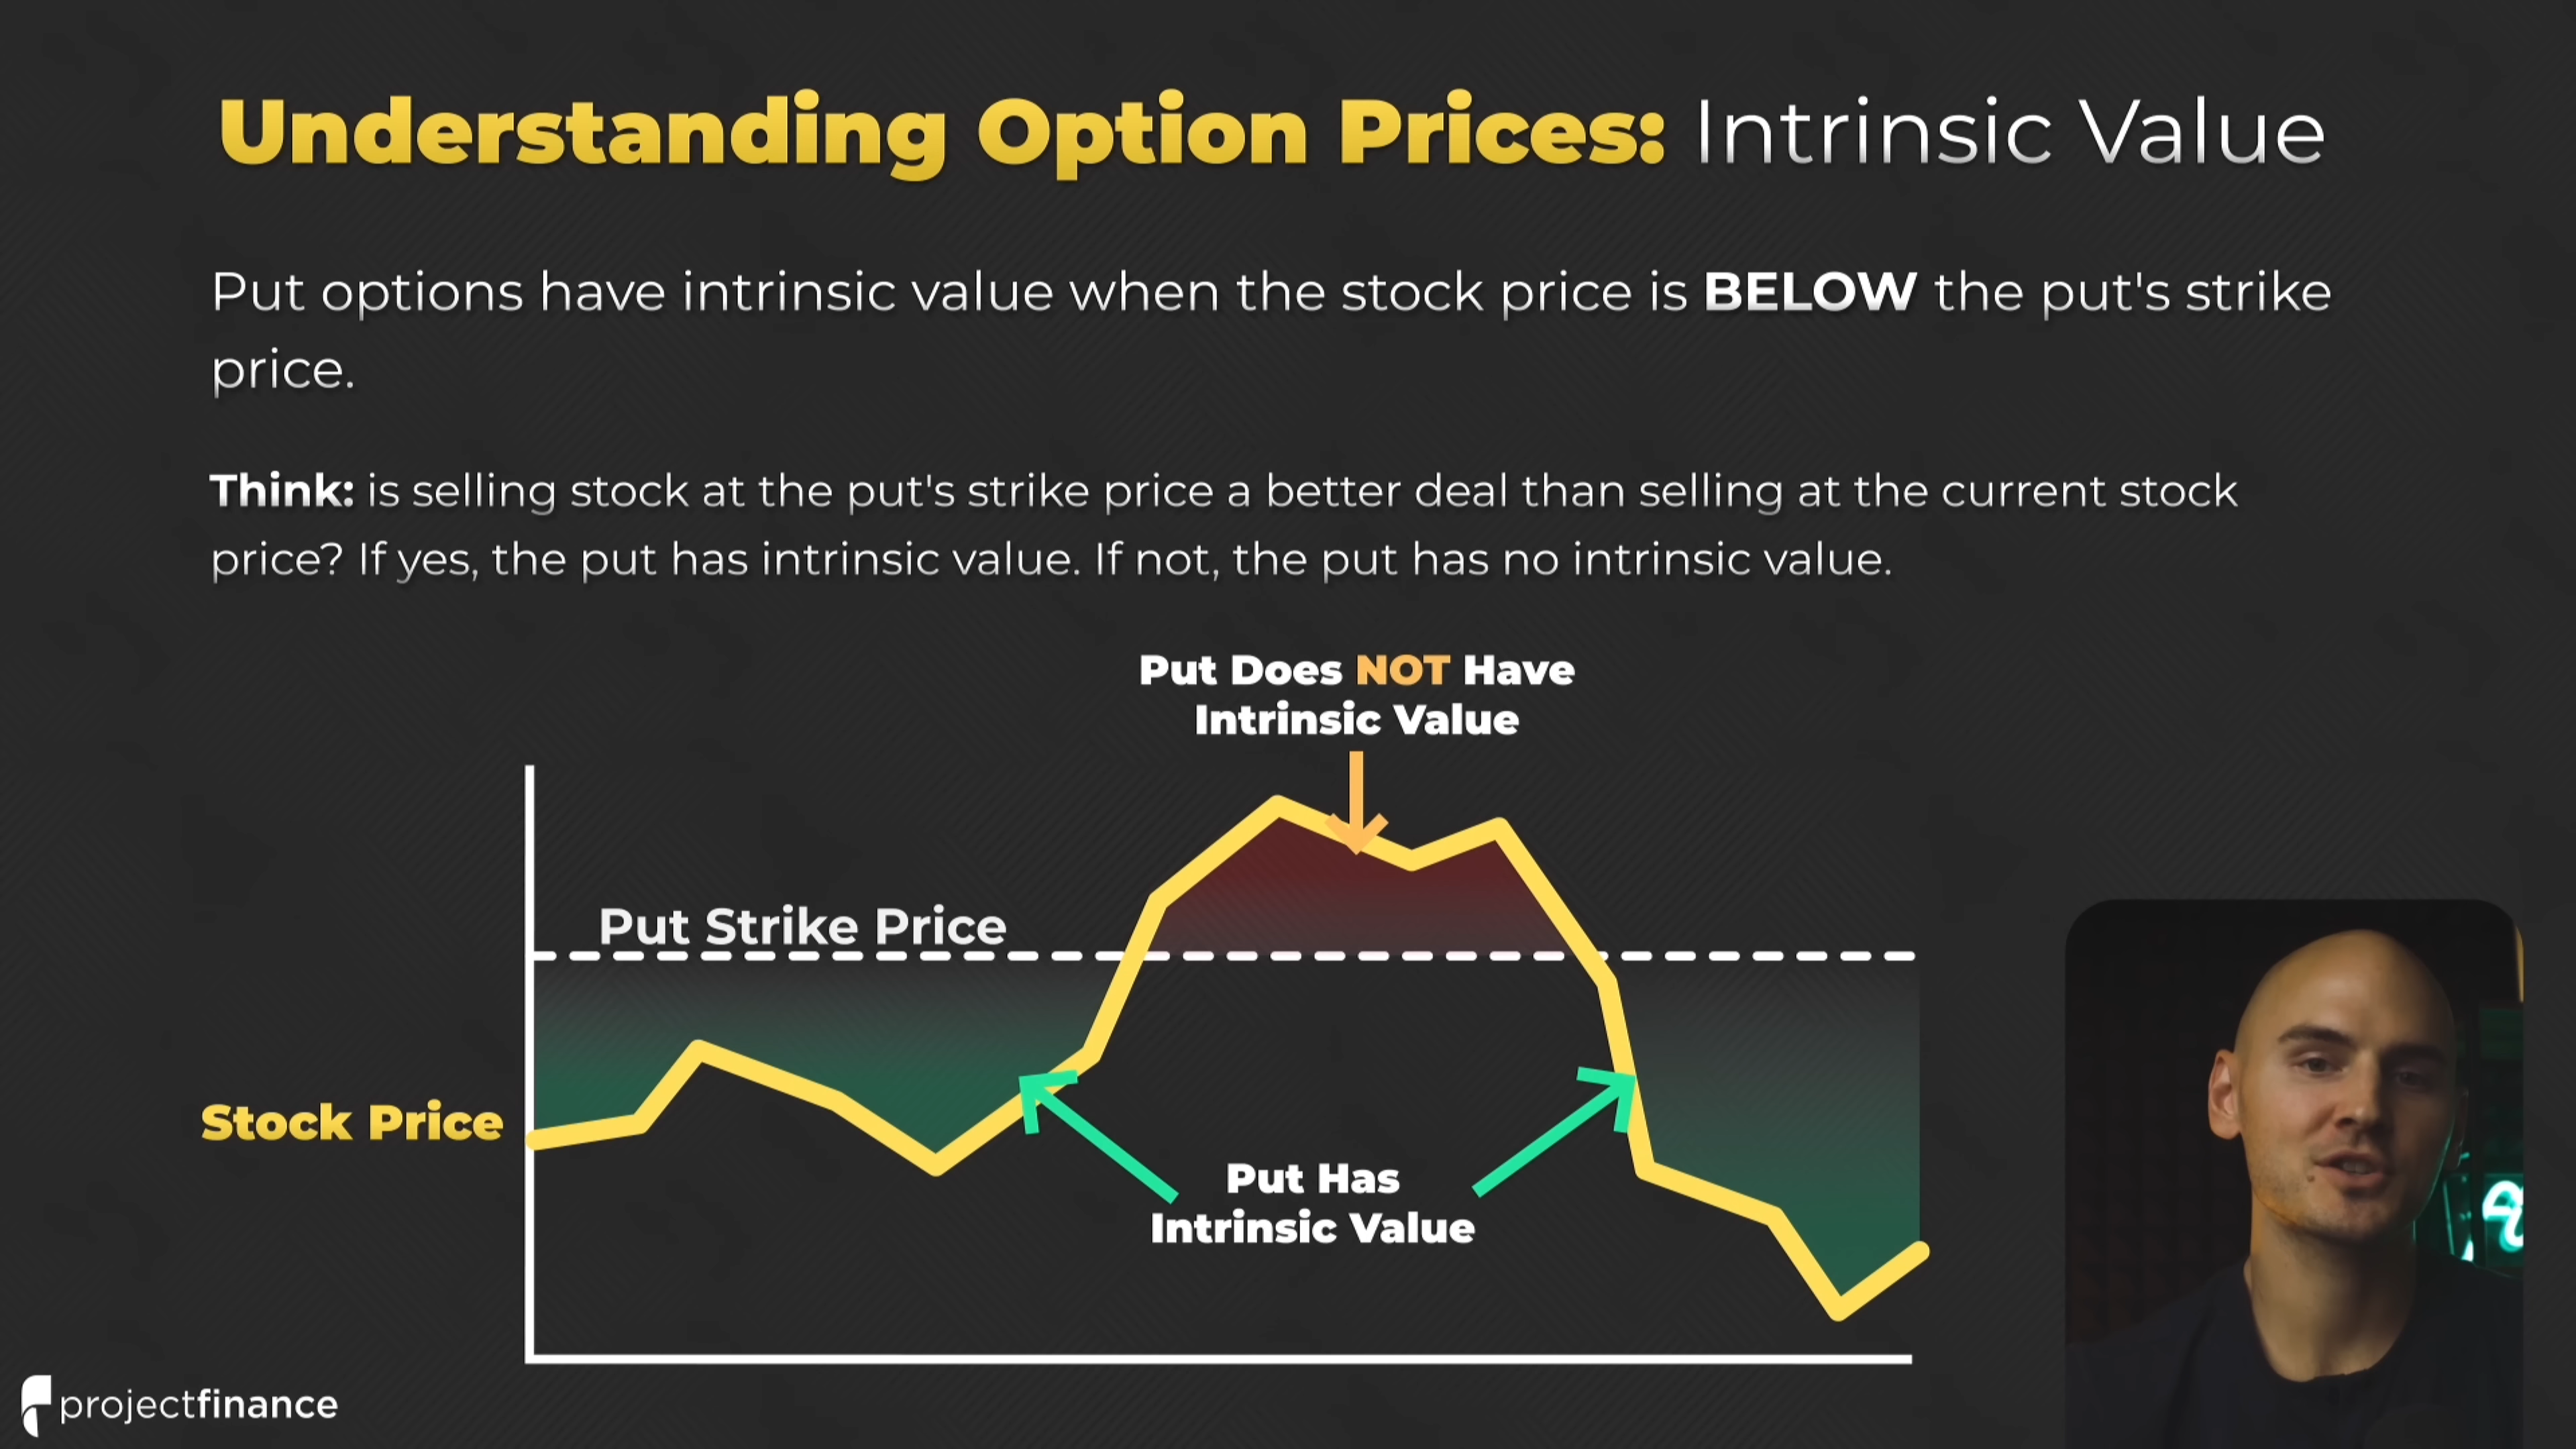 Understanding Option Prices: Intrinsic Value
Put options have intrinsic value when the stock price is BELOW the put's strike
price.
Think: is selling stock at the put's strike price a better deal than selling at the current stock
price? If yes, the put has intrinsic value. If not, the put has no intrinsic value.
Put Does NOT Have
Intrinsic Value
Put Strike Price
Stock Price
Put Has
Intrinsic Value
projectfinance